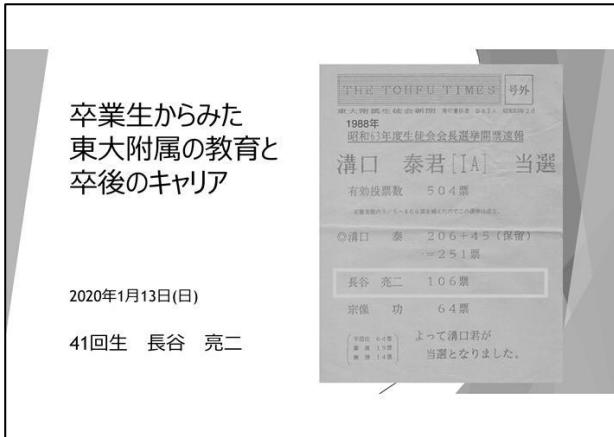 卒業生からみた
東大附属の教育と
卒後のキャリア
2020年1月13日(日)
41回生 長谷 亮二
THE TOHFU TIMES
号外
東大附属生徒会新聞
1988年
昭和63年度生徒会会長選挙開票速報
溝口 泰君[IA] 当選
有効投票数 504票
◎溝口 泰 206+45(保留)
=251票
長谷 亮二 106票
宗像 功 64票
よって溝口君が
当選となりました。